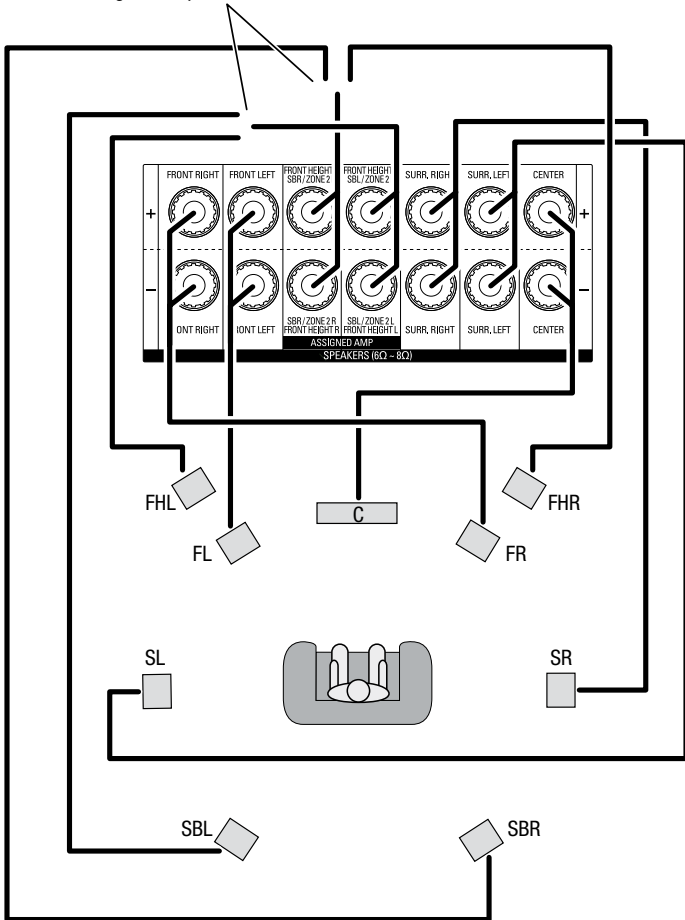 FRONT RIGHT
FRONT LEFT
FRONT HEIGHT
SBR / ZONE 2
FRONT HEIGHT
SBL / ZONE 2
SURR. RIGH
SURR. LEFT
CENTER
+
+
−
−
ONT RIGHT
RONT LEFT
SBR / ZONE 2 R
FRONT HEIGHT R
SBL / ZONE 2 L
FRONT HEIGHT L
SURR. RIGHT
SURR. LEFT
CENTER
ASSIGNED AMP
SPEAKERS (6Ω ~ 8Ω)
FHL
FHR
C
FL
FR
SL
SR
SBL
SBR